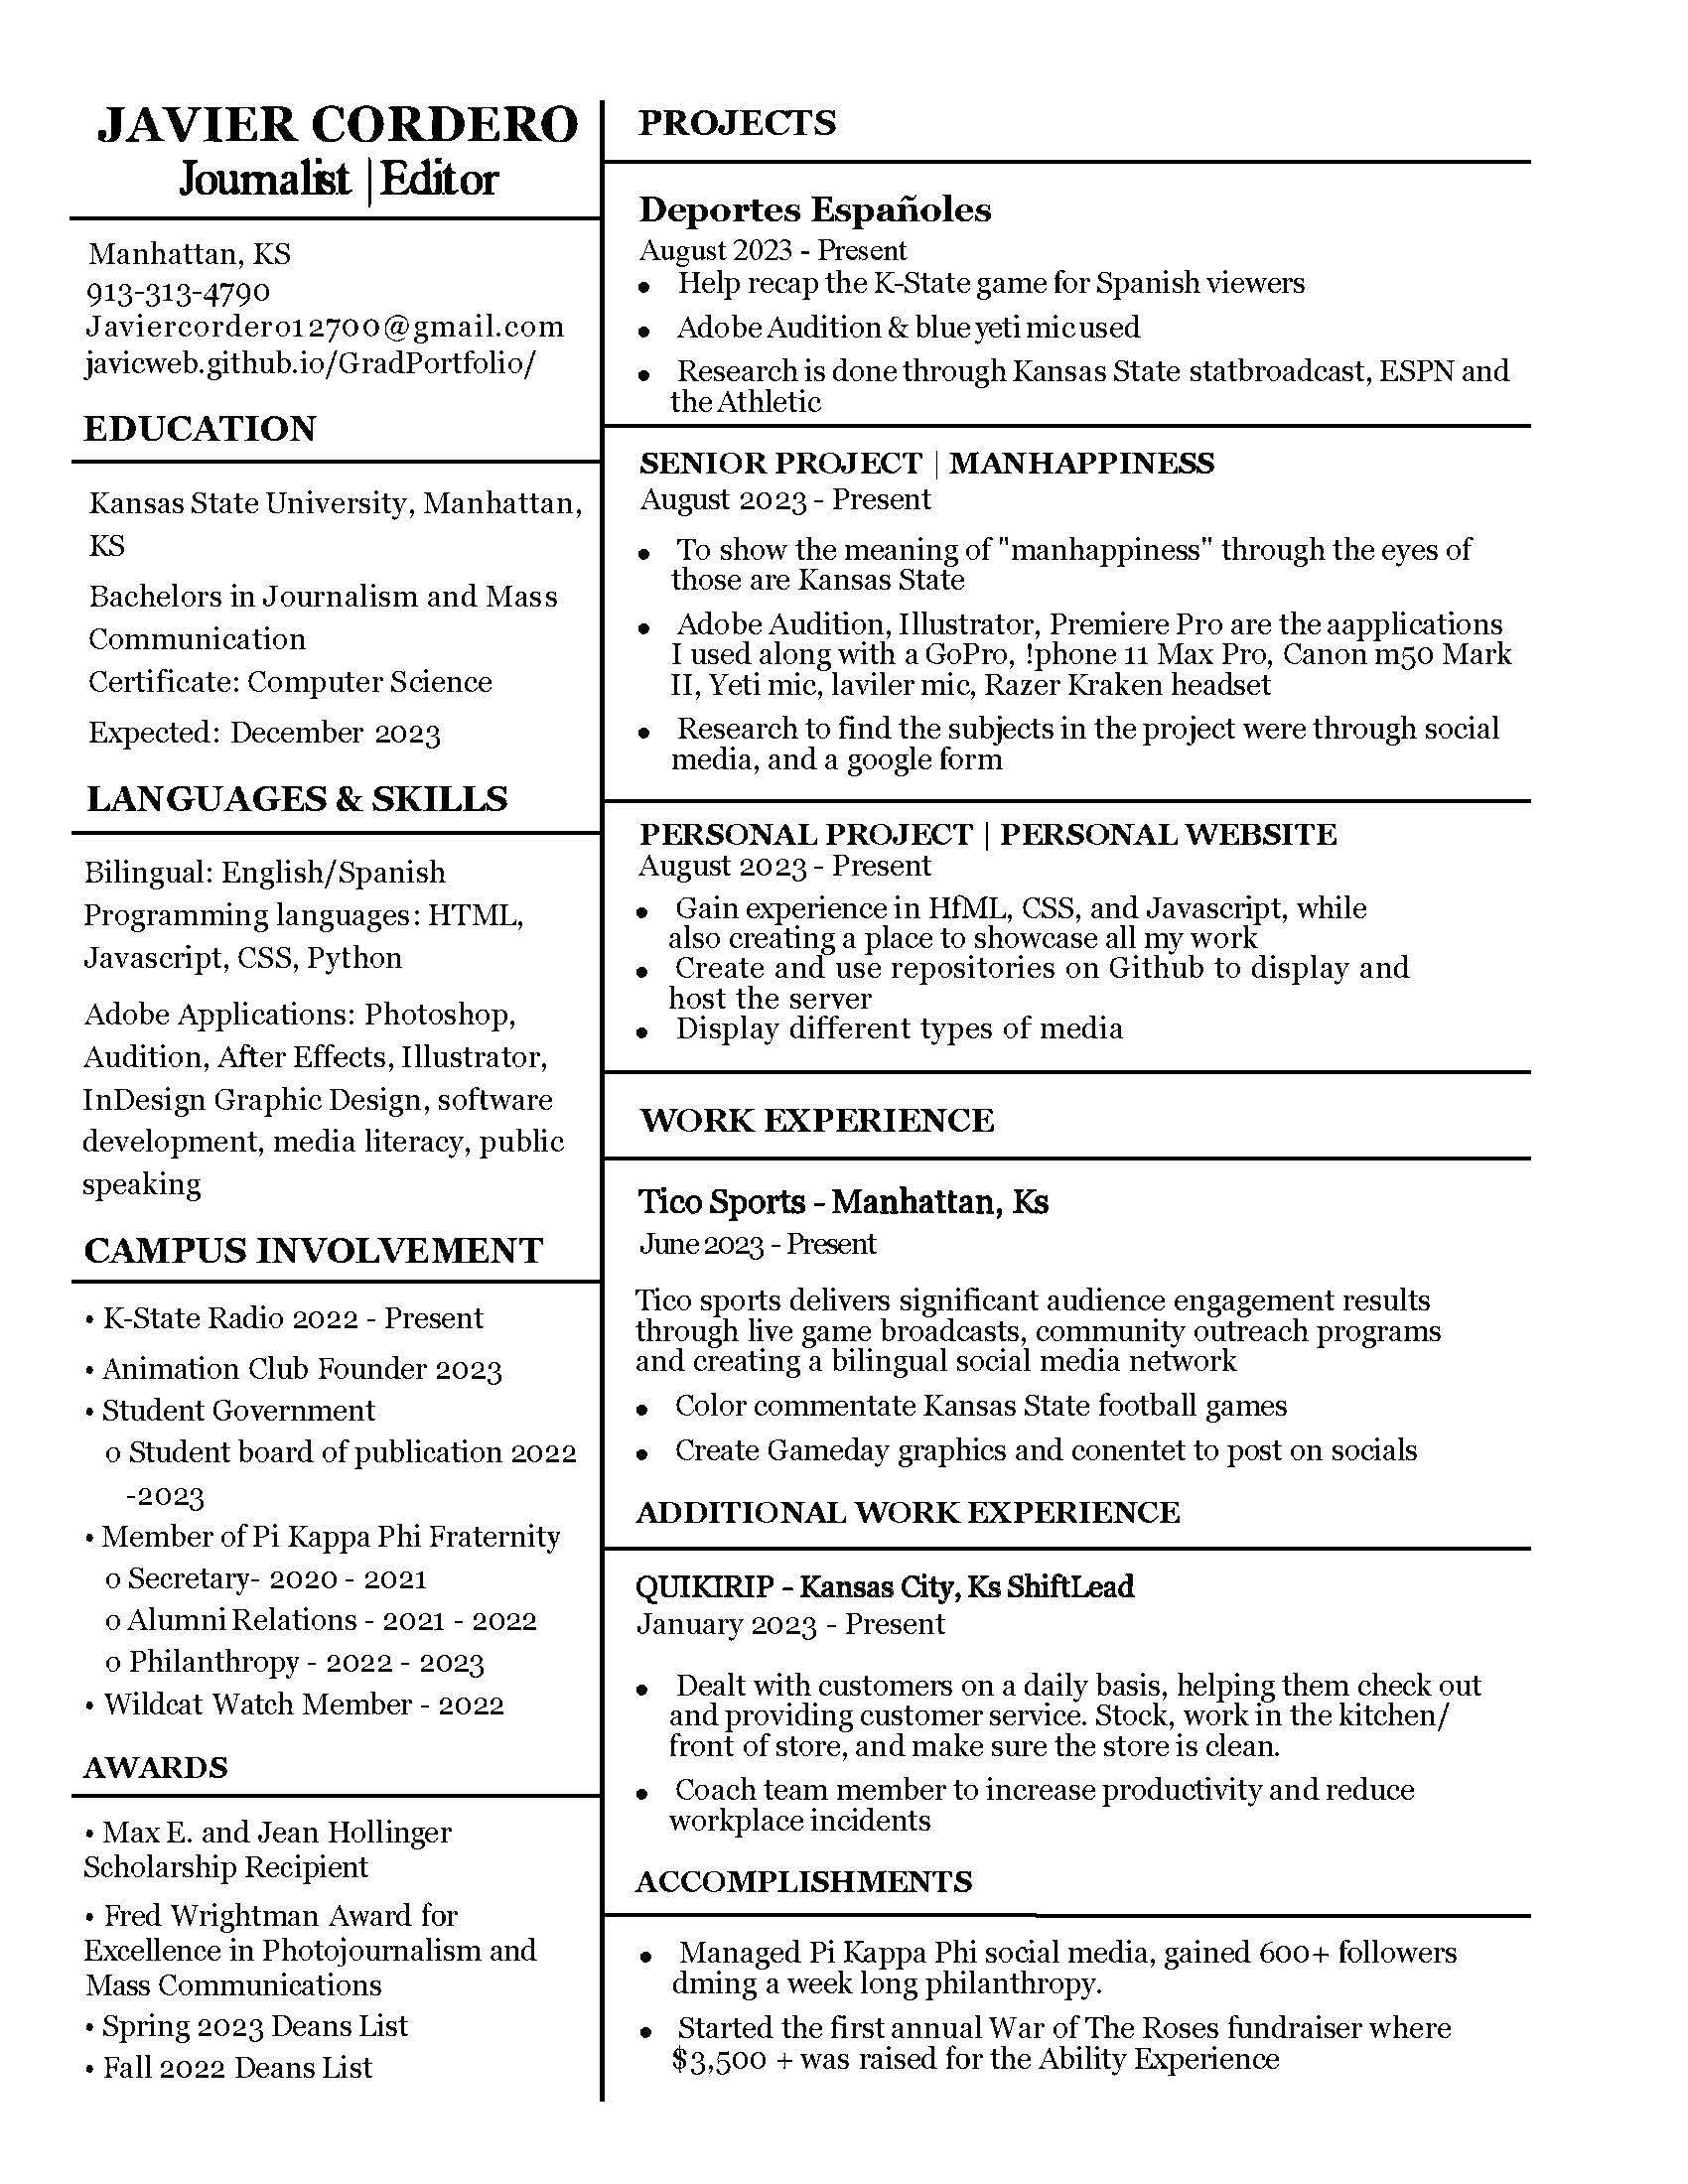 JAVIER CORDERO
Journalist | Editor
Manhattan, KS
913-313-4790
Javiercordero12700@gmail.com
javicweb.github.io/GradPortfolio/
EDUCATION
Kansas State University, Manhattan,
KS
Bachelors in Journalism and Mass
Communication
Certificate: Computer Science
Expected: December 2023
LANGUAGES & SKILLS
Bilingual: English/Spanish
Programming languages: HTML,
Javascript, CSS, Python
Adobe Applications: Photoshop,
Audition, After Effects, Illustrator,
InDesign Graphic Design, software
development, media literacy, public
speaking
CAMPUS INVOLVEMENT
• K-State Radio 2022 - Present
• Animation Club Founder 2023
• Student Government
o Student board of publication 2022
-2023
• Member of Pi Kappa Phi Fraternity
o Secretary- 2020 - 2021
o Alumni Relations - 2021 - 2022
o Philanthropy - 2022 - 2023
• Wildcat Watch Member - 2022
AWARDS
• Max E. and Jean Hollinger
Scholarship Recipient
• Fred Wrightman Award for
Excellence in Photojournalism and
Mass Communications
• Spring 2023 Deans List
• Fall 2022 Deans List
PROJECTS
Deportes Españoles
August 2023 - Present
• Help recap the K-State game for Spanish viewers
• Adobe Audition & blue yeti mic used
• Research is done through Kansas State statbroadcast, ESPN and
the Athletic
SENIOR PROJECT | MANHAPPINESS
August 2023 - Present
• To show the meaning of "manhappiness" through the eyes of
those are Kansas State
• Adobe Audition, Illustrator, Premiere Pro are the aapplications
I used along with a GoPro, !phone 11 Max Pro, Canon m50 Mark
II, Yeti mic, laviler mic, Razer Kraken headset
• Research to find the subjects in the project were through social
media, and a google form
PERSONAL PROJECT | PERSONAL WEBSITE
August 2023 - Present
• Gain experience in HfML, CSS, and Javascript, while
also creating a place to showcase all my work
• Create and use repositories on Github to display and
host the server
• Display different types of media
WORK EXPERIENCE
Tico Sports - Manhattan, Ks
June 2023 - Present
Tico sports delivers significant audience engagement results
through live game broadcasts, community outreach programs
and creating a bilingual social media network
• Color commentate Kansas State football games
• Create Gameday graphics and conentet to post on socials
ADDITIONAL WORK EXPERIENCE
QUIKIRIP - Kansas City, Ks ShiftLead
January 2023 - Present
• Dealt with customers on a daily basis, helping them check out
and providing customer service. Stock, work in the kitchen/
front of store, and make sure the store is clean.
• Coach team member to increase productivity and reduce
workplace incidents
ACCOMPLISHMENTS
• Managed Pi Kappa Phi social media, gained 600+ followers
dming a week long philanthropy.
• Started the first annual War of The Roses fundraiser where
$3,500 + was raised for the Ability Experience